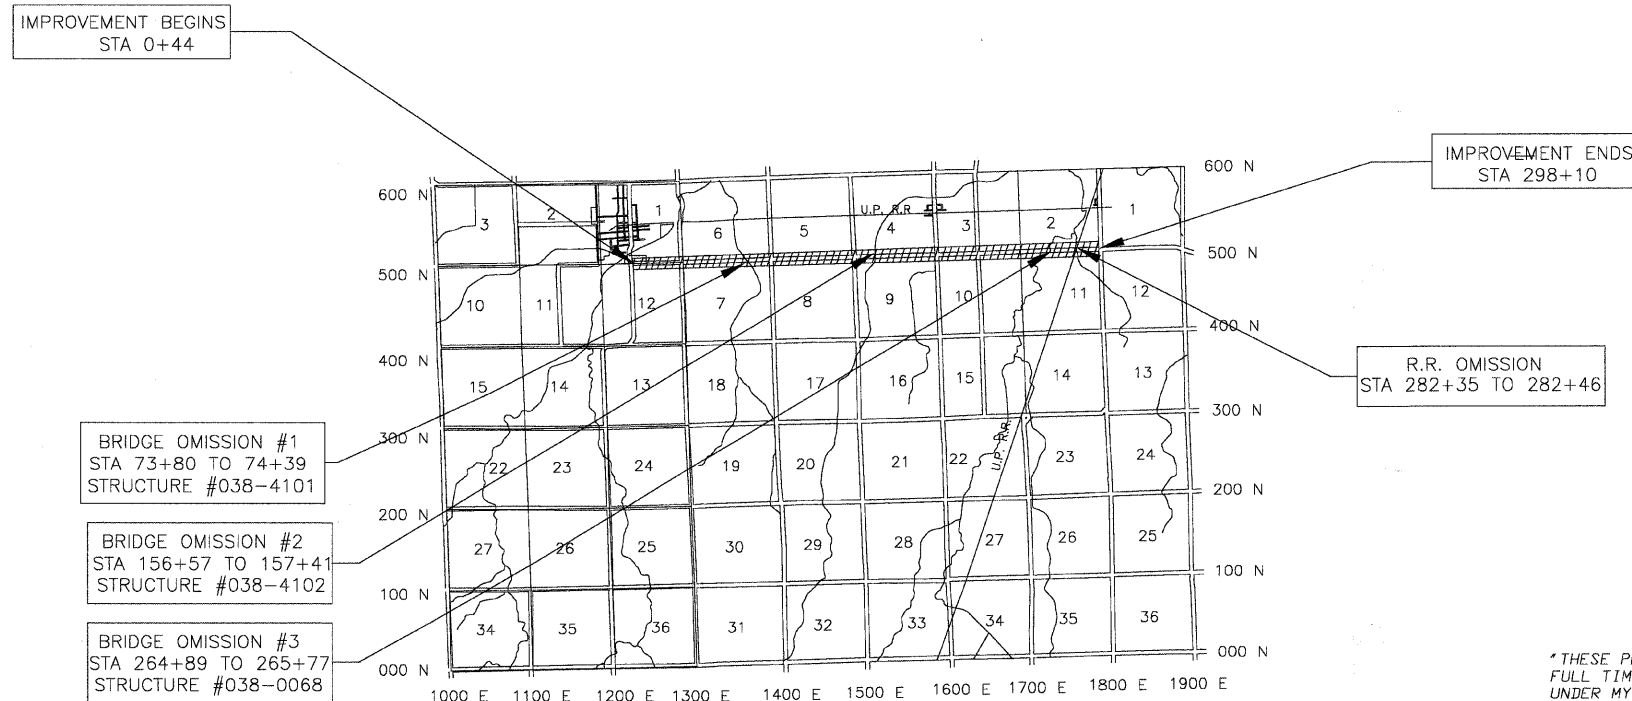 IMPROVEMENT BEGINS
STA 0+44
IMPROVEMENT ENDS
STA 298+10
R.R. OMISSION
STA 282+35 TO 282+46
BRIDGE OMISSION #1
STA 73+80 TO 74+39
STRUCTURE #038-4101
BRIDGE OMISSION #2
STA 156+57 TO 157+41
STRUCTURE #038-4102
BRIDGE OMISSION #3
STA 264+89 TO 265+77
STRUCTURE #038-0068
600 N
600 N
3 2 1 6 5 4 3 2 1
U.P. R.R
500 N
500 N
10 11 12 7 8 9 10 11 12
400 N
400 N
15 14 13 18 17 16 15 14 13
300 N
300 N
22 23 24 19 20 21 22 23 24
U.P. R.R.
200 N
200 N
27 26 25 30 29 28 27 26 25
100 N
100 N
34 35 36 31 32 33 34 35 36
000 N
000 N
1000 E 1100 E 1200 E 1300 E 1400 E 1500 E 1600 E 1700 E 1800 E 1900 E
"THESE
FULL TIM
UNDER MY